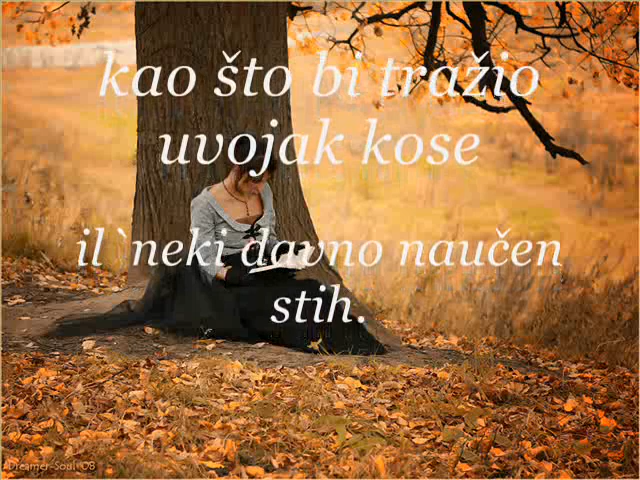 kao što bi tražio
uvojak kose
il `neki davno naučen
stih.
Dreamer-Soul 08